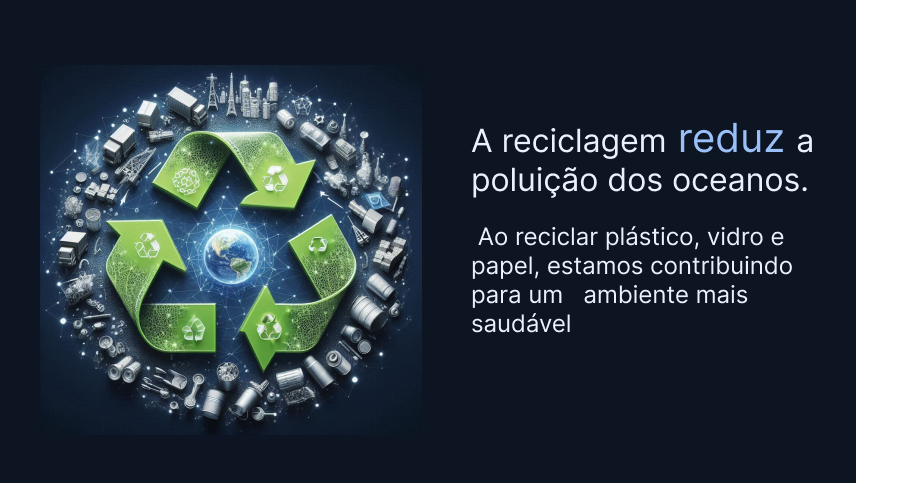 A reciclagem reduz a
poluição dos oceanos.
Ao reciclar plástico, vidro e
papel, estamos contribuindo
para um ambiente mais
saudável